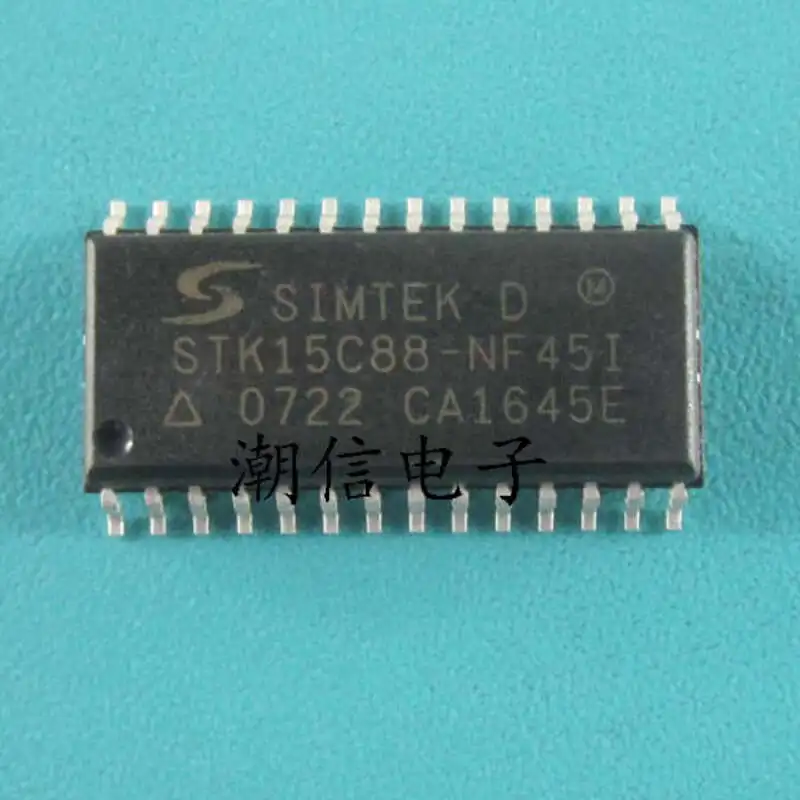 SIMTEK D
STK15C88-NF45I
△ 0722 CA1645E
潮信电子